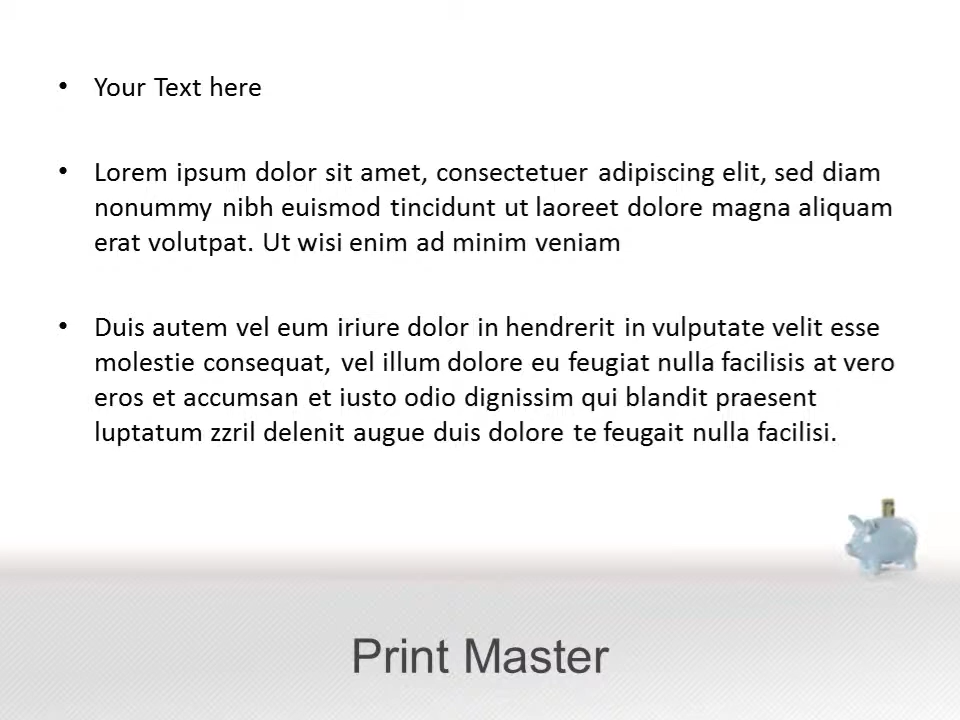 • Your Text here
• Lorem ipsum dolor sit amet, consectetuer adipiscing elit, sed diam
nonummy nibh euismod tincidunt ut laoreet dolore magna aliquam
erat volutpat. Ut wisi enim ad minim veniam
• Duis autem vel eum iriure dolor in hendrerit in vulputate velit esse
molestie consequat, vel illum dolore eu feugiat nulla facilisis at vero
eros et accumsan et iusto odio dignissim qui blandit praesent
luptatum zzril delenit augue duis dolore te feugait nulla facilisi.
Print Master